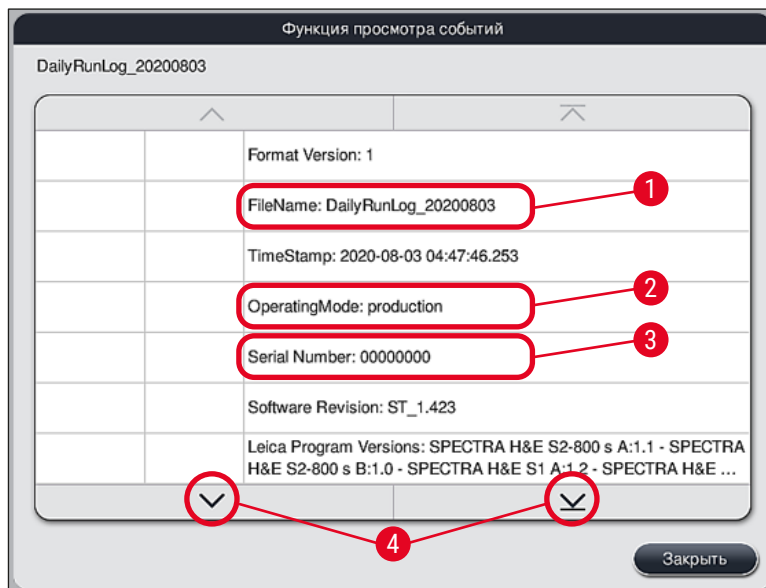 Функция просмотра событий
DailyRunLog_20200803
Format Version: 1
FileName: DailyRunLog_20200803
1
TimeStamp: 2020-08-03 04:47:46.253
OperatingMode: production
2
Serial Number: 00000000
3
Software Revision: ST_1.423
Leica Program Versions: SPECTRA H&E S2-800 s A:1.1 - SPECTRA
H&E S2-800 s B:1.0 - SPECTRA H&E S1 A:1.2 - SPECTRA H&E ...
4
Закрыть